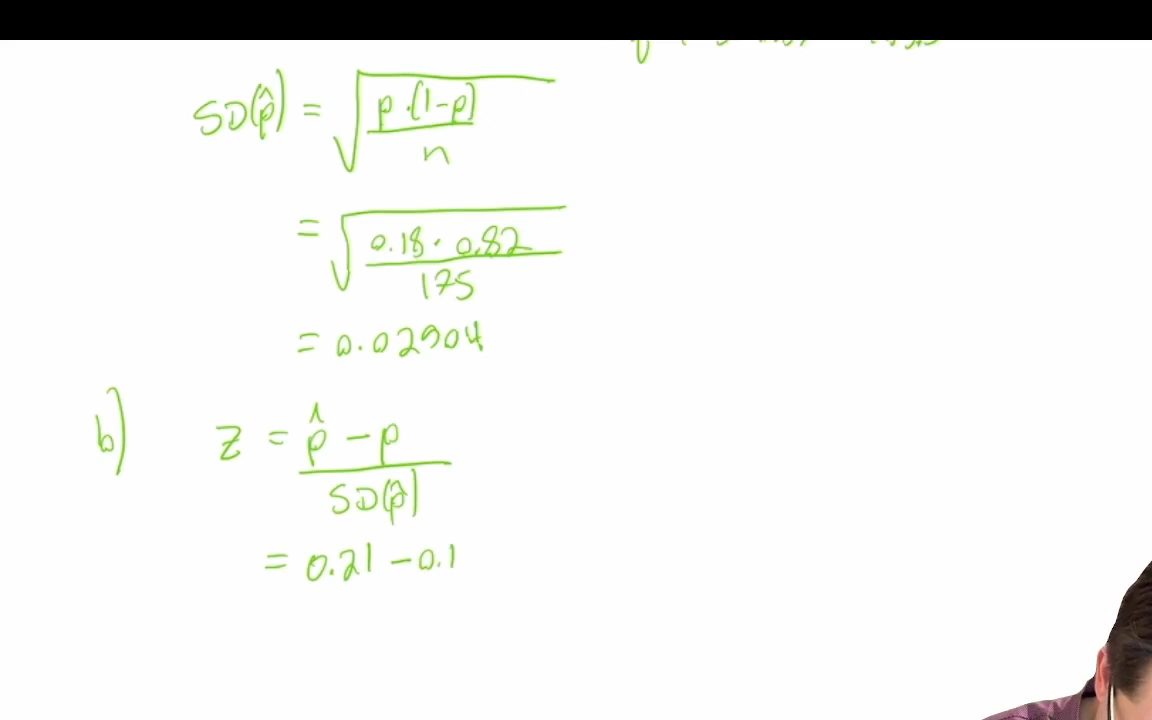 SD(p̂) = √(p·(1-p) / n)
= √(0.18 · 0.82 / 175)
= 0.02904
b) z = p̂ - p / SD(p̂)
= 0.21 - 0.1